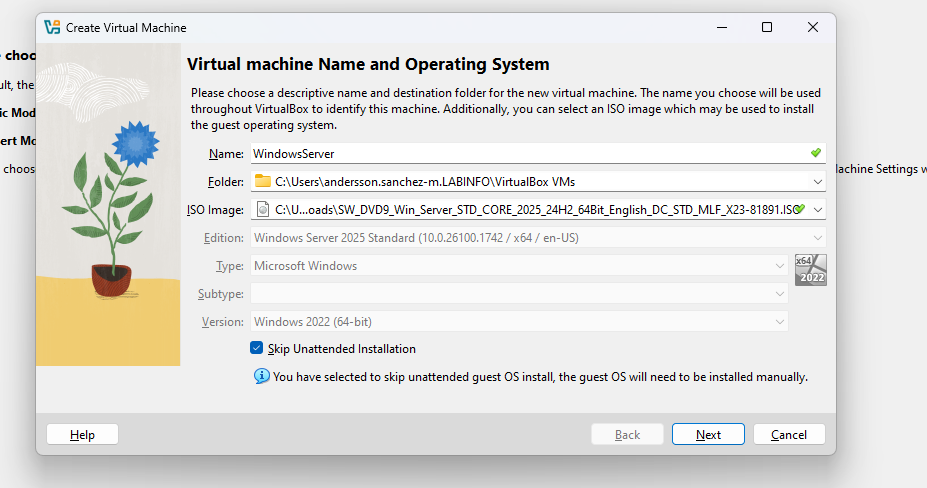 Create Virtual Machine
choo
ult, the
ic Mod
ert Mo
choos
achine Settings w
Virtual machine Name and Operating System
Please choose a descriptive name and destination folder for the new virtual machine. The name you choose will be used
throughout VirtualBox to identify this machine. Additionally, you can select an ISO image which may be used to install
the guest operating system.
Name: WindowsServer
Folder: C:\Users\andersson.sanchez-m.LABINFO\VirtualBox VMs
ISO Image: C:\U...oads\SW_DVD9_Win_Server_STD_CORE_2025_24H2_64Bit_English_DC_STD_MLF_X23-81891.ISO
Edition: Windows Server 2025 Standard (10.0.26100.1742 / x64 / en-US)
Type: Microsoft Windows
x64
2022
Subtype:
Version: Windows 2022 (64-bit)
Skip Unattended Installation
You have selected to skip unattended guest OS install, the guest OS will need to be installed manually.
Help Back Next Cancel